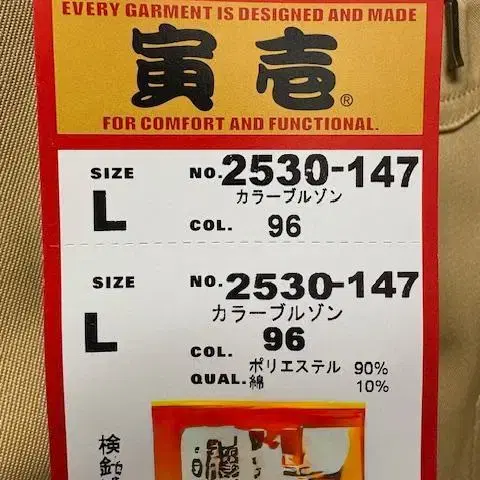 EVERY GARMENT IS DESIGNED AND MADE
寅壱®
FOR COMFORT AND FUNCTIONAL.
SIZE NO. 2530-147
カラーブルゾン
L COL. 96
SIZE NO. 2530-147
カラーブルゾン
L COL. 96
ポリエステル 90%
QUAL. 綿 10%
検針